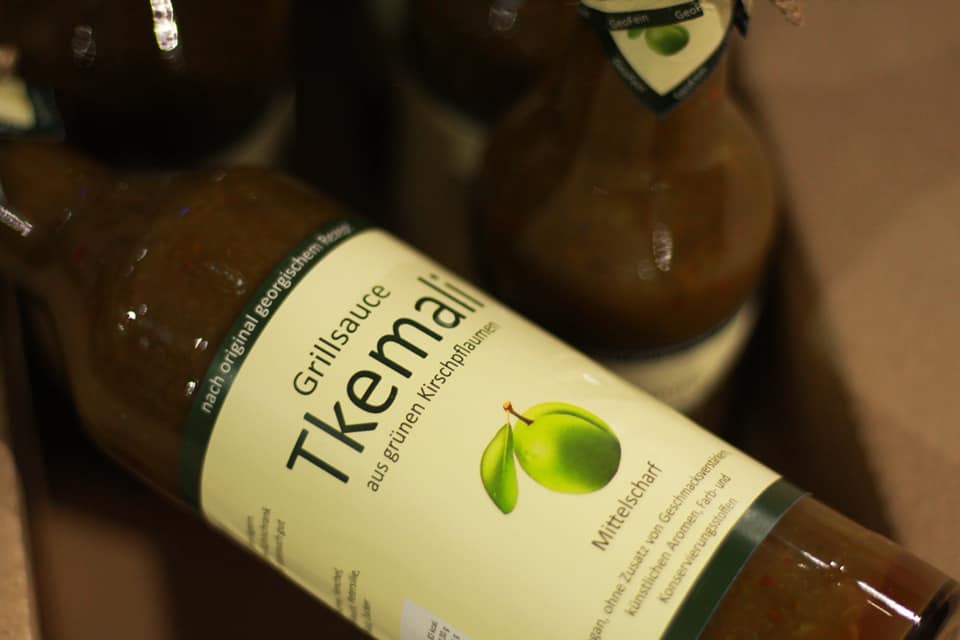 GeoFein
nach original georgischem Rezept
Grillsauce
Tkemali
aus grünen Kirschpflaumen
Mittelscharf
ohne Zusatz von Geschmacksverstärkern,
Künstlichen Aromen, Farb- und
Konservierungsstoffen